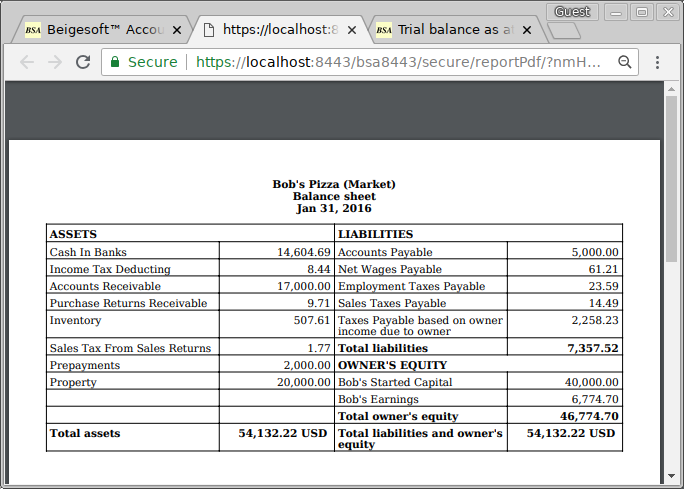 Guest
BSA Beigesoft™ Accou
https://localhost:8
BSA Trial balance as at
Secure | https://localhost:8443/bsa8443/secure/reportPdf/?nmH...
Bob's Pizza (Market)
Balance sheet
Jan 31, 2016
ASSETS LIABILITIES
Cash In Banks 14,604.69 Accounts Payable 5,000.00
Income Tax Deducting 8.44 Net Wages Payable 61.21
Accounts Receivable 17,000.00 Employment Taxes Payable 23.59
Purchase Returns Receivable 9.71 Sales Taxes Payable 14.49
Inventory 507.61 Taxes Payable based on owner 2,258.23
income due to owner
Sales Tax From Sales Returns 1.77 Total liabilities 7,357.52
Prepayments 2,000.00 OWNER'S EQUITY
Property 20,000.00 Bob's Started Capital 40,000.00
Bob's Earnings 6,774.70
Total owner's equity 46,774.70
Total assets 54,132.22 USD Total liabilities and owner's 54,132.22 USD
equity